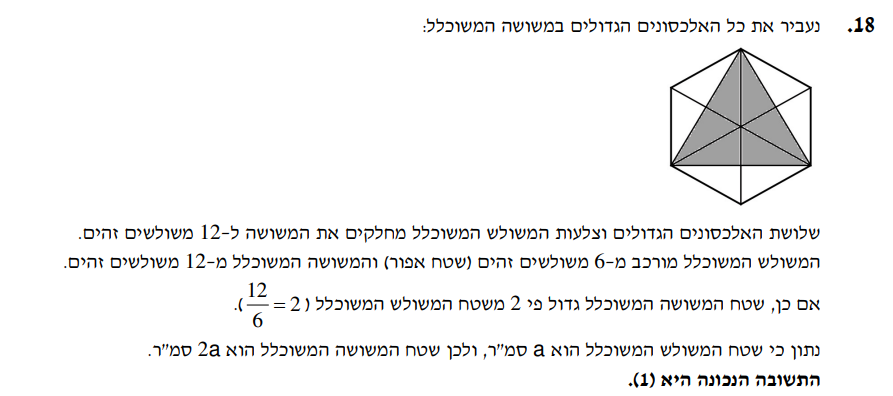 18. נעביר את כל האלכסונים הגדולים במשושה המשוכלל:
שלושת האלכסונים הגדולים וצלעות המשולש המשוכלל מחלקים את המשושה ל-12 משולשים זהים.
המשולש המשוכלל מורכב מ-6 משולשים זהים (שטח אפור) והמשושה המשוכלל מ-12 משולשים זהים.
אם כן, שטח המשושה המשוכלל גדול פי 2 משטח המשולש המשוכלל (12/6 = 2).
נתון כי שטח המשולש המשוכלל הוא a סמ"ר, ולכן שטח המשושה המשוכלל הוא 2a סמ"ר.
התשובה הנכונה היא (1).